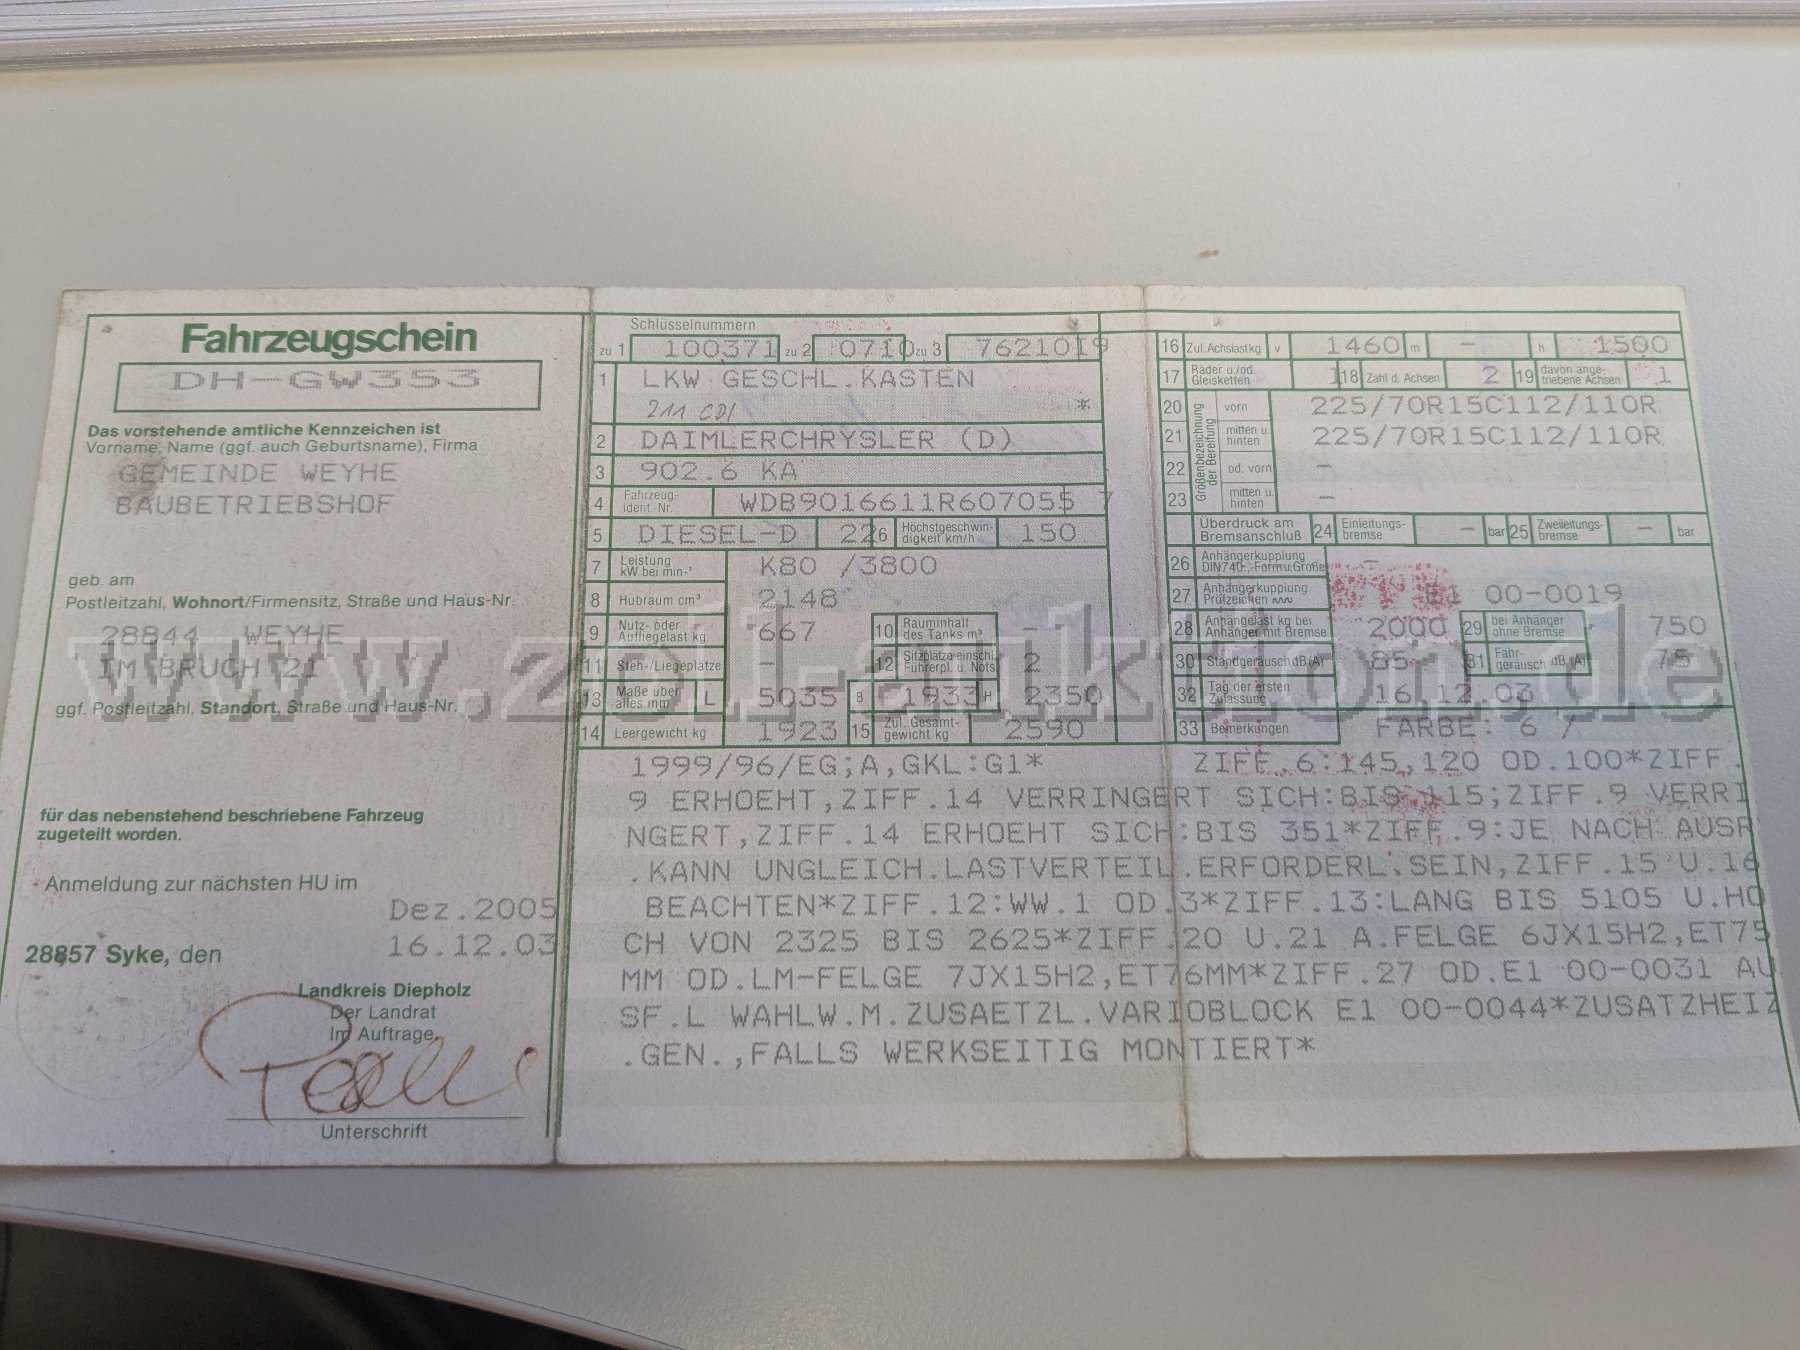 Fahrzeugschein
DH-GW353
Das vorstehende amtliche Kennzeichen ist
Vorname, Name (ggf. auch Geburtsname), Firma
GEMEINDE WEYHE
BAUBETRIEBSHOF
geb. am
Postleitzahl, Wohnort/Firmensitz, Straße und Haus-Nr.
28844 WEYHE
IM BRUCH 21
ggf. Postleitzahl, Standort, Straße und Haus-Nr.
für das nebenstehend beschriebene Fahrzeug
zugeteilt worden.
Anmeldung zur nächsten HU im
Dez.2005
28857 Syke, den 16.12.03
Landkreis Diepholz
Der Landrat
Im Auftrage
Unterschrift
Schlüsselnummern
zu 1 100371 zu 2 0710 zu 3 7621019
1 LKW GESCHL.KASTEN
211 CDI *
2 DAIMLERCHRYSLER (D)
3 902.6 KA
4 Fahrzeug-Ident.-Nr. WDB9016611R607055 7
5 DIESEL-D 22 6 Höchstgeschwindigkeit km/h 150
7 Leistung kW bei min-¹ K80 /3800
8 Hubraum cm³ 2148
9 Nutz- oder Aufliegelast kg 667 10 Rauminhalt des Tanks m³ -
11 Steh-/Liegeplätze - 12 Sitzplätze einschl. Führerpl. u. Nots. 2
13 Maße über alles mm L 5035 B 1933 H 2350
14 Leergewicht kg 1923 15 Zul. Gesamtgewicht kg 2590
16 Zul.Achslast kg v 1460 m - h 1500
17 Räder u./od. Gleisketten 1 18 Zahl d. Achsen 2 19 davon angetriebene Achsen 1
Größenbezeichnung der Bereifung
20 vorn 225/70R15C112/110R
21 mitten u. hinten 225/70R15C112/110R
22 od. vorn -
23 mitten u. hinten -
Überdruck am Bremsanschluß 24 Einleitungsbremse - bar 25 Zweileitungsbremse - bar
26 Anhängerkupplung DIN 740.., Form u. Größe -
27 Anhängerkupplung Prüfzeichen E1 00-0019
28 Anhängelast kg bei Anhänger mit Bremse 2000 29 bei Anhänger ohne Bremse 750
30 Standgeräusch dB (A) 85 31 Fahrgeräusch dB (A) 75
32 Tag der ersten Zulassung 16.12.03
33 Bemerkungen FARBE: 6 /
1999/96/EG;A,GKL:G1* ZIFF.6:145,120 OD.100*ZIFF.
9 ERHOEHT,ZIFF.14 VERRINGERT SICH:BIS 115;ZIFF.9 VERRI
NGERT,ZIFF.14 ERHOEHT SICH:BIS 351*ZIFF.9:JE NACH AUSR
.KANN UNGLEICH.LASTVERTEIL.ERFORDERL.SEIN,ZIFF.15 U.16
BEACHTEN*ZIFF.12:WW.1 OD.3*ZIFF.13:LANG BIS 5105 U.HO
CH VON 2325 BIS 2625*ZIFF.20 U.21 A.FELGE 6JX15H2,ET75
MM OD.LM-FELGE 7JX15H2,ET76MM*ZIFF.27 OD.E1 00-0031 AU
SF.L WAHLW.M.ZUSAETZL.VARIOBLOCK E1 00-0044*ZUSATZHEIZ
.GEN.,FALLS WERKSEITIG MONTIERT*
www.zoll-auktion.de